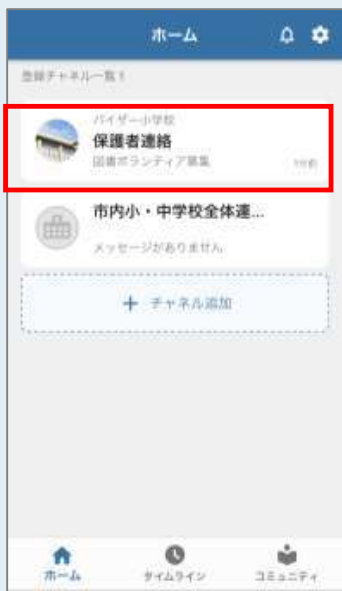 ホーム
登録チャネル一覧
バイザー小学校
保護者連絡
図書ボランティア募集
市内小・中学校全体連...
メッセージがありません
+ チャネル追加
ホーム
タイムライン
コミュニティ